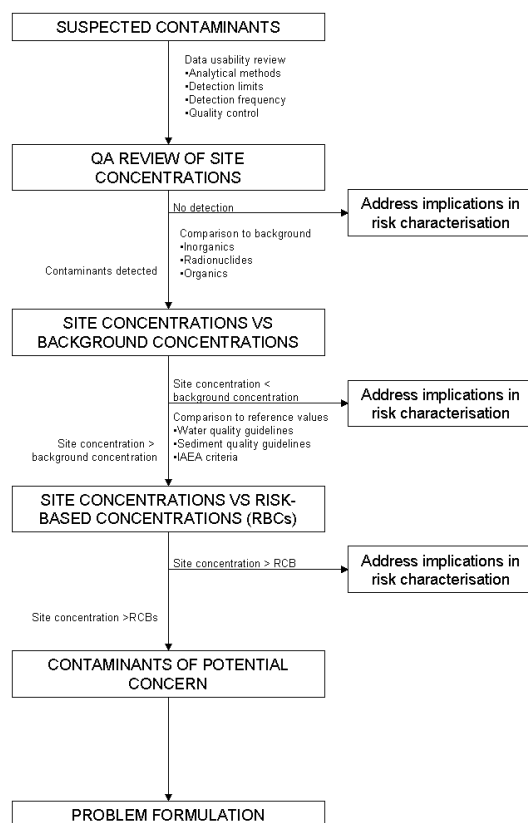 SUSPECTED CONTAMINANTS
Data usability review
•Analytical methods
•Detection limits
•Detection frequency
•Quality control
QA REVIEW OF SITE
CONCENTRATIONS
No detection
Address implications in
risk characterisation
Comparison to background
•Inorganics
•Radionuclides
•Organics
Contaminants detected
SITE CONCENTRATIONS VS
BACKGROUND CONCENTRATIONS
Site concentration <
background concentration
Address implications in
risk characterisation
Comparison to reference values
•Water quality guidelines
•Sediment quality guidelines
•IAEA criteria
Site concentration >
background concentration
SITE CONCENTRATIONS VS RISK-
BASED CONCENTRATIONS (RBCs)
Site concentration > RCB
Address implications in
risk characterisation
Site concentration >RCBs
CONTAMINANTS OF POTENTIAL
CONCERN
PROBLEM FORMULATION